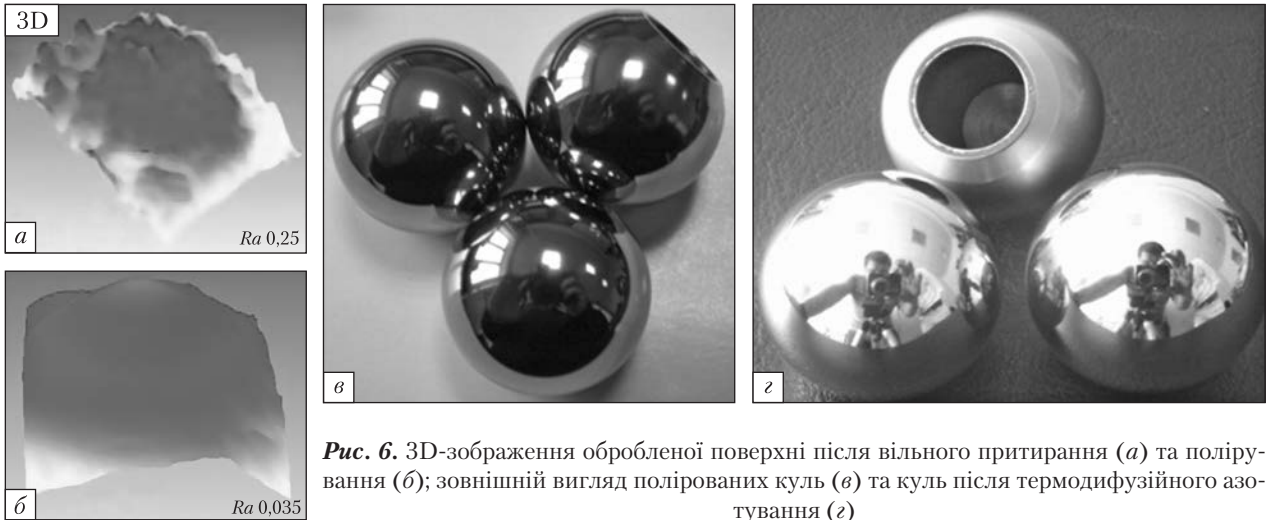 3D
а
Ra 0,25
б
Ra 0,035
в
г
Рис. 6. 3D-зображення обробленої поверхні після вільного притирання (а) та поліру-
вання (б); зовнішній вигляд полірованих куль (в) та куль після термодифузійного азо-
тування (г)